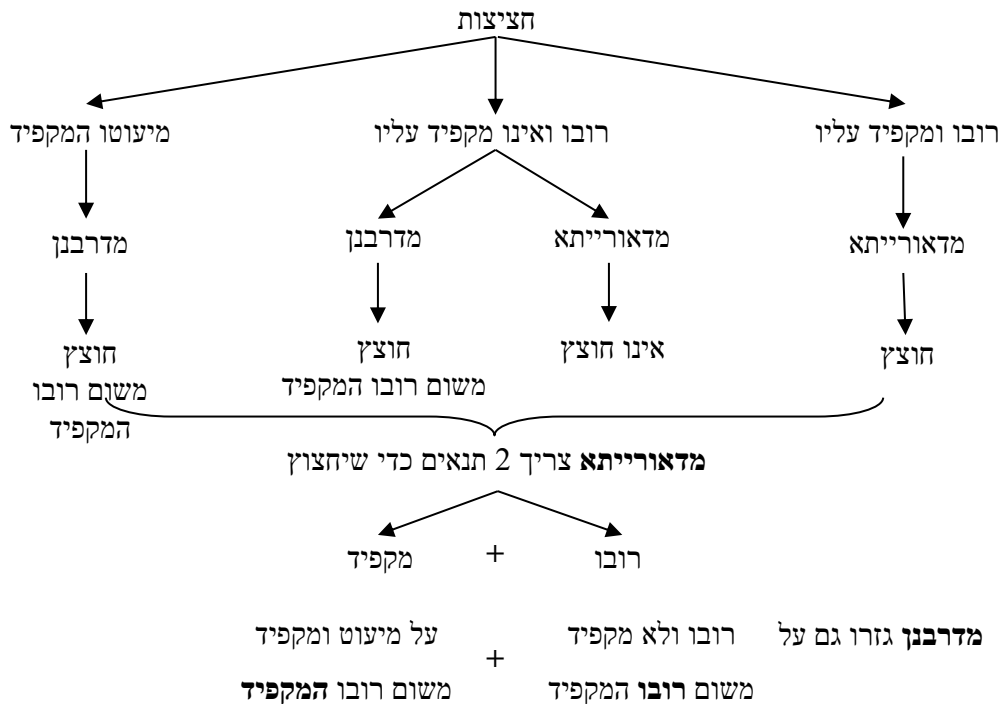 חציצות
רובו ומקפיד עליו
רובו ואינו מקפיד עליו
מיעוטו המקפיד
מדאורייתא
מדאורייתא
מדרבנן
מדרבנן
חוצץ
אינו חוצץ
חוצץ
משום רובו המקפיד
חוצץ
משום רובו
המקפיד
מדאורייתא צריך 2 תנאים כדי שיחצוץ
רובו + מקפיד
מדרבנן גזרו גם על רובו ולא מקפיד + על מיעוט ומקפיד
משום רובו המקפיד משום רובו המקפיד